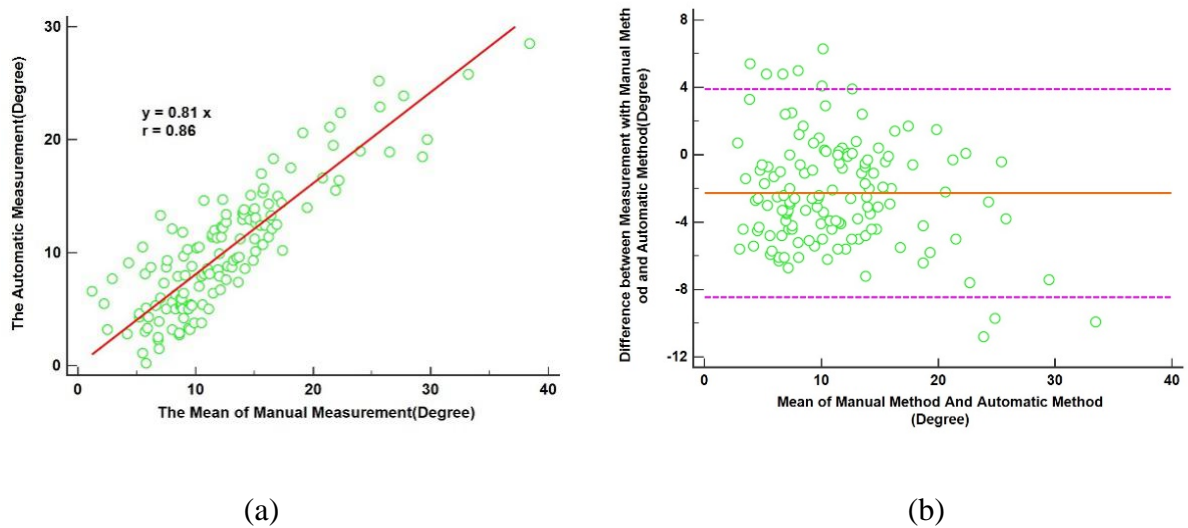 The Automatic Measurement(Degree)
30
20
10
0
y = 0.81 x
r = 0.86
0 10 20 30 40
The Mean of Manual Measurement(Degree)
(a)
Difference between Measurement with Manual Meth
od and Automatic Method(Degree)
8
4
0
-4
-8
-12
0 10 20 30 40
Mean of Manual Method And Automatic Method
(Degree)
(b)